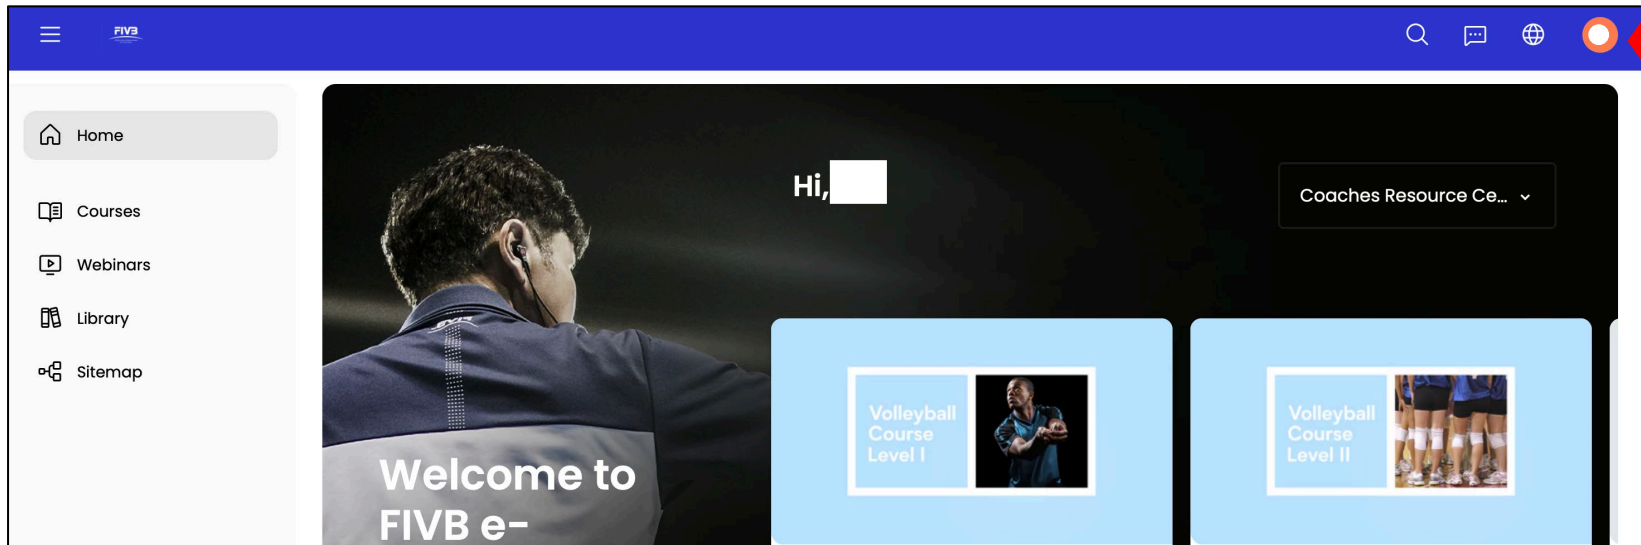 FIVB
Home
Courses
Webinars
Library
Sitemap
Hi,
Coaches Resource Ce...
Welcome to
FIVB e-
Volleyball
Course
Level I
Volleyball
Course
Level II